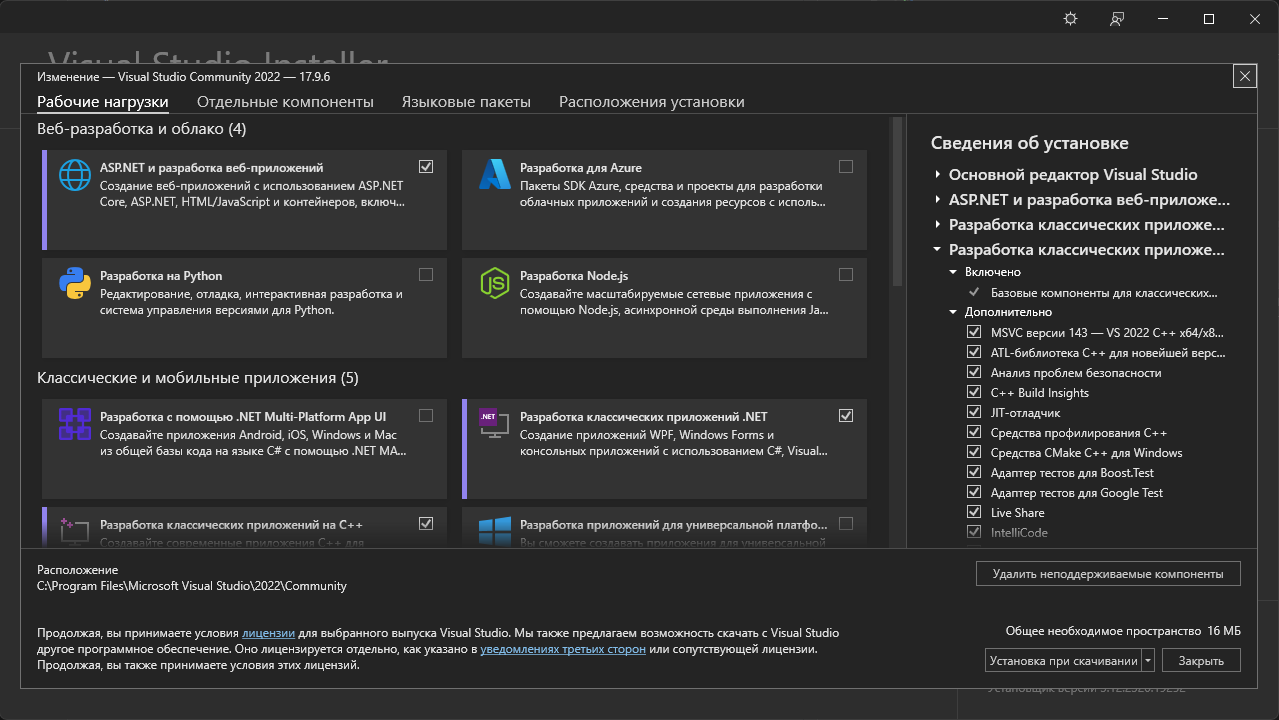 Visual Studio Installer
Изменение — Visual Studio Community 2022 — 17.9.6
Рабочие нагрузки
Отдельные компоненты
Языковые пакеты
Расположения установки
Веб-разработка и облако (4)
ASP.NET и разработка веб-приложений
Создание веб-приложений с использованием ASP.NET
Core, ASP.NET, HTML/JavaScript и контейнеров, включ...
Разработка для Azure
Пакеты SDK Azure, средства и проекты для разработки
облачных приложений и создания ресурсов с исполь...
Разработка на Python
Редактирование, отладка, интерактивная разработка и
система управления версиями для Python.
JS
Разработка Node.js
Создавайте масштабируемые сетевые приложения с
помощью Node.js, асинхронной среды выполнения Ja...
Классические и мобильные приложения (5)
Разработка с помощью .NET Multi-Platform App UI
Создавайте приложения Android, iOS, Windows и Mac
из общей базы кода на языке C# с помощью .NET MA...
.NET
Разработка классических приложений .NET
Создание приложений WPF, Windows Forms и
консольных приложений с использованием C#, Visual...
Разработка классических приложений на C++
Создавайте современные приложения C++ для
Разработка приложений для универсальной платфо...
Вы сможете создавать приложения для универсальной
Сведения об установке
Основной редактор Visual Studio
ASP.NET и разработка веб-приложе...
Разработка классических приложе...
Разработка классических приложе...
Включено
Базовые компоненты для классических...
Дополнительно
MSVC версии 143 — VS 2022 C++ x64/x8...
ATL-библиотека C++ для новейшей верс...
Анализ проблем безопасности
C++ Build Insights
JIT-отладчик
Средства профилирования C++
Средства CMake C++ для Windows
Адаптер тестов для Boost.Test
Адаптер тестов для Google Test
Live Share
IntelliCode
Расположение
C:\Program Files\Microsoft Visual Studio\2022\Community
Удалить неподдерживаемые компоненты
Продолжая, вы принимаете условия лицензии для выбранного выпуска Visual Studio. Мы также предлагаем возможность скачать с Visual Studio
другое программное обеспечение. Оно лицензируется отдельно, как указано в уведомлениях третьих сторон или сопутствующей лицензии.
Продолжая, вы также принимаете условия этих лицензий.
Общее необходимое пространство 16 МБ
Установка при скачивании
Закрыть
Установщик версии